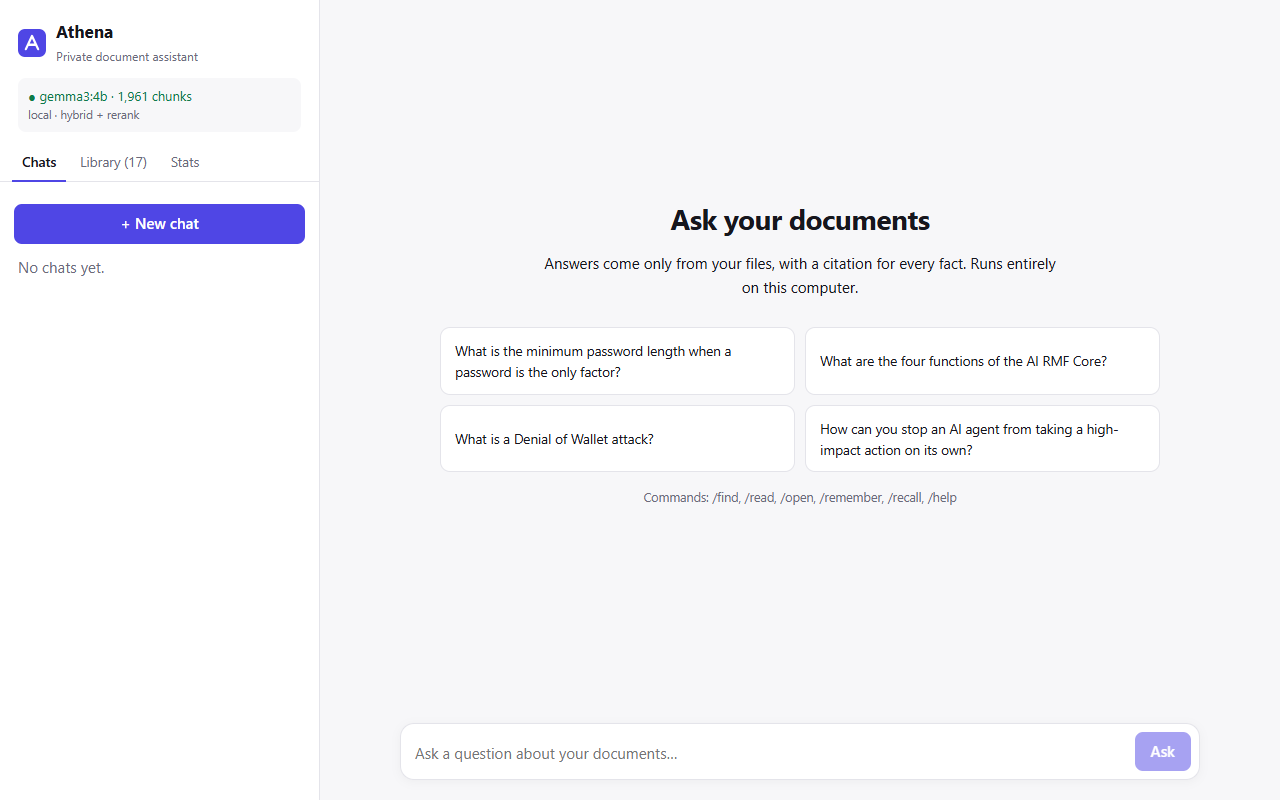 Athena
Private document assistant
● gemma3:4b · 1,961 chunks
local · hybrid + rerank
Chats
Library (17)
Stats
+ New chat
No chats yet.
Ask your documents
Answers come only from your files, with a citation for every fact. Runs entirely
on this computer.
What is the minimum password length when a
password is the only factor?
What are the four functions of the AI RMF Core?
What is a Denial of Wallet attack?
How can you stop an AI agent from taking a high-
impact action on its own?
Commands: /find, /read, /open, /remember, /recall, /help
Ask a question about your documents...
Ask